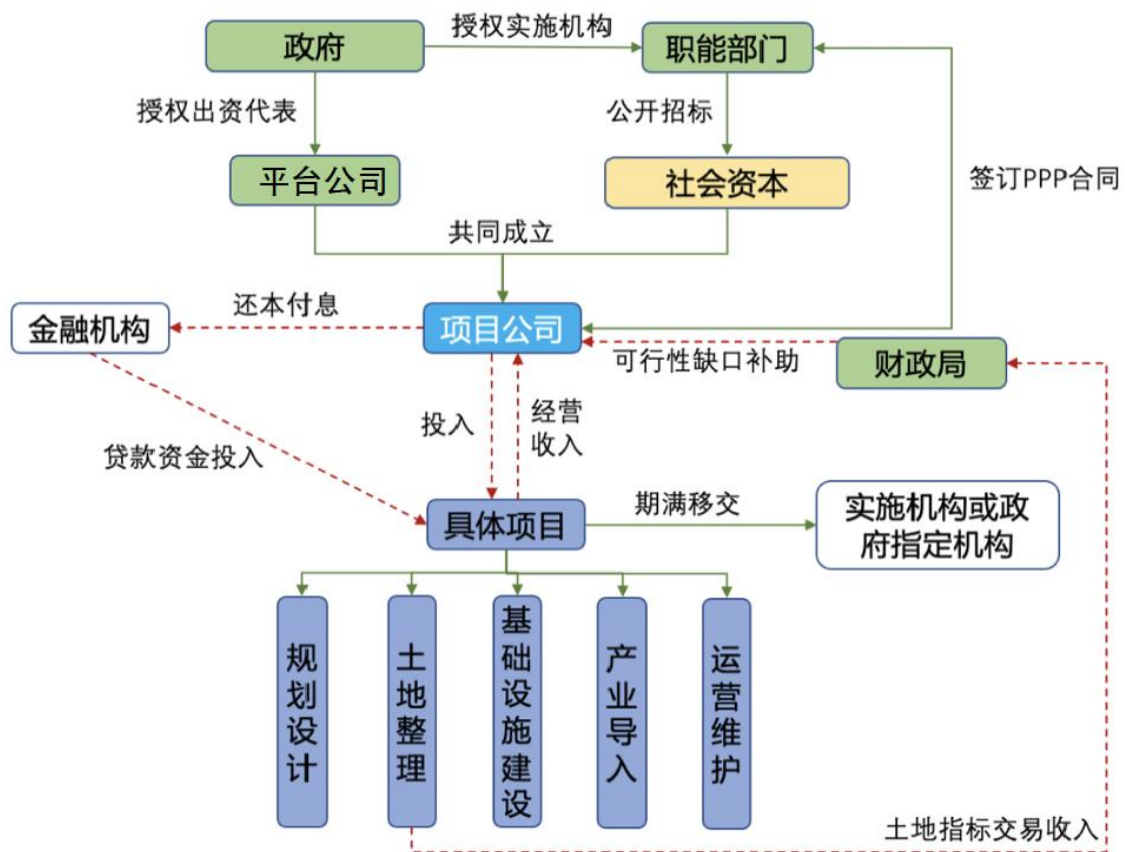 政府
授权实施机构
职能部门
授权出资代表
公开招标
平台公司
社会资本
签订PPP合同
共同成立
还本付息
金融机构
项目公司
可行性缺口补助
财政局
投入
经营
收入
贷款资金投入
具体项目
期满移交
实施机构或政
府指定机构
规划设计
土地整理
基础设施建设
产业导入
运营维护
土地指标交易收入